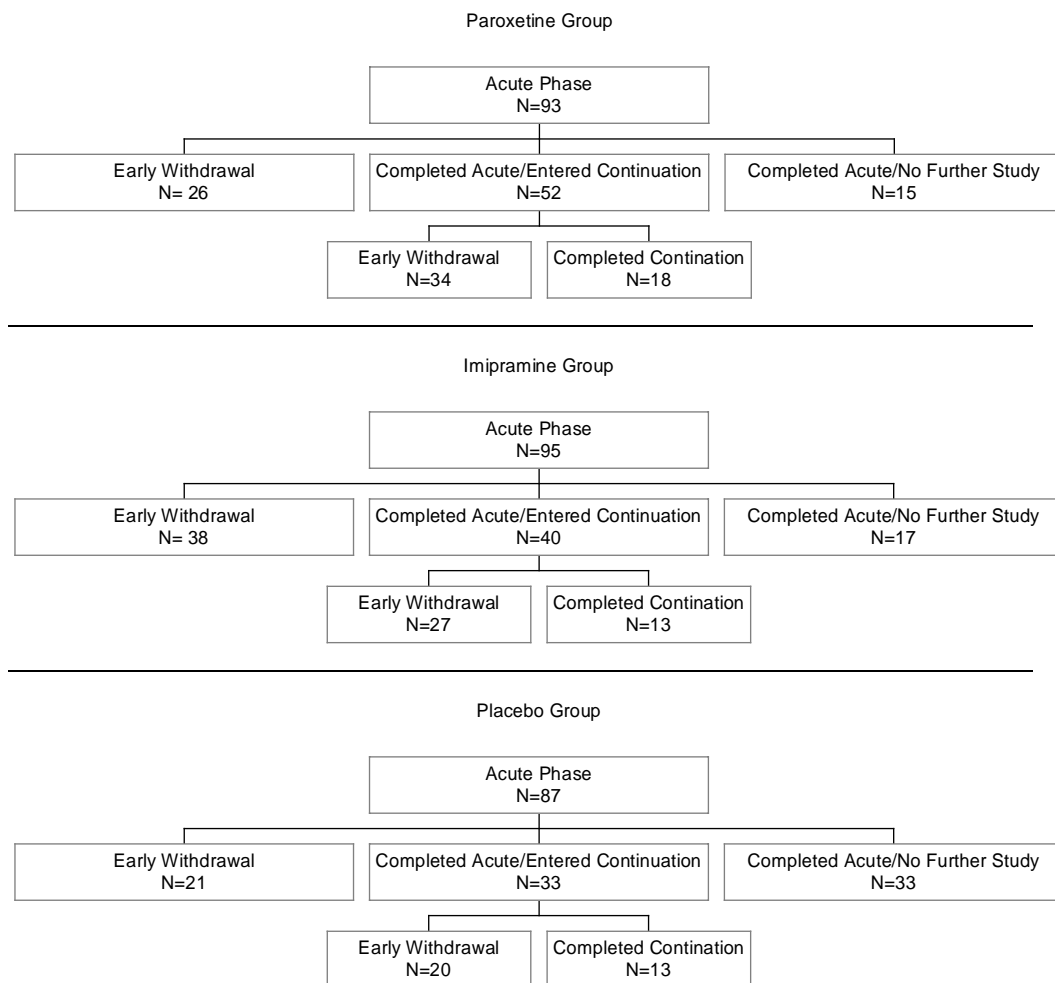 Paroxetine Group
Acute Phase
N=93
Early Withdrawal
N= 26
Completed Acute/Entered Continuation
N=52
Completed Acute/No Further Study
N=15
Early Withdrawal
N=34
Completed Contination
N=18
Imipramine Group
Acute Phase
N=95
Early Withdrawal
N= 38
Completed Acute/Entered Continuation
N=40
Completed Acute/No Further Study
N=17
Early Withdrawal
N=27
Completed Contination
N=13
Placebo Group
Acute Phase
N=87
Early Withdrawal
N=21
Completed Acute/Entered Continuation
N=33
Completed Acute/No Further Study
N=33
Early Withdrawal
N=20
Completed Contination
N=13